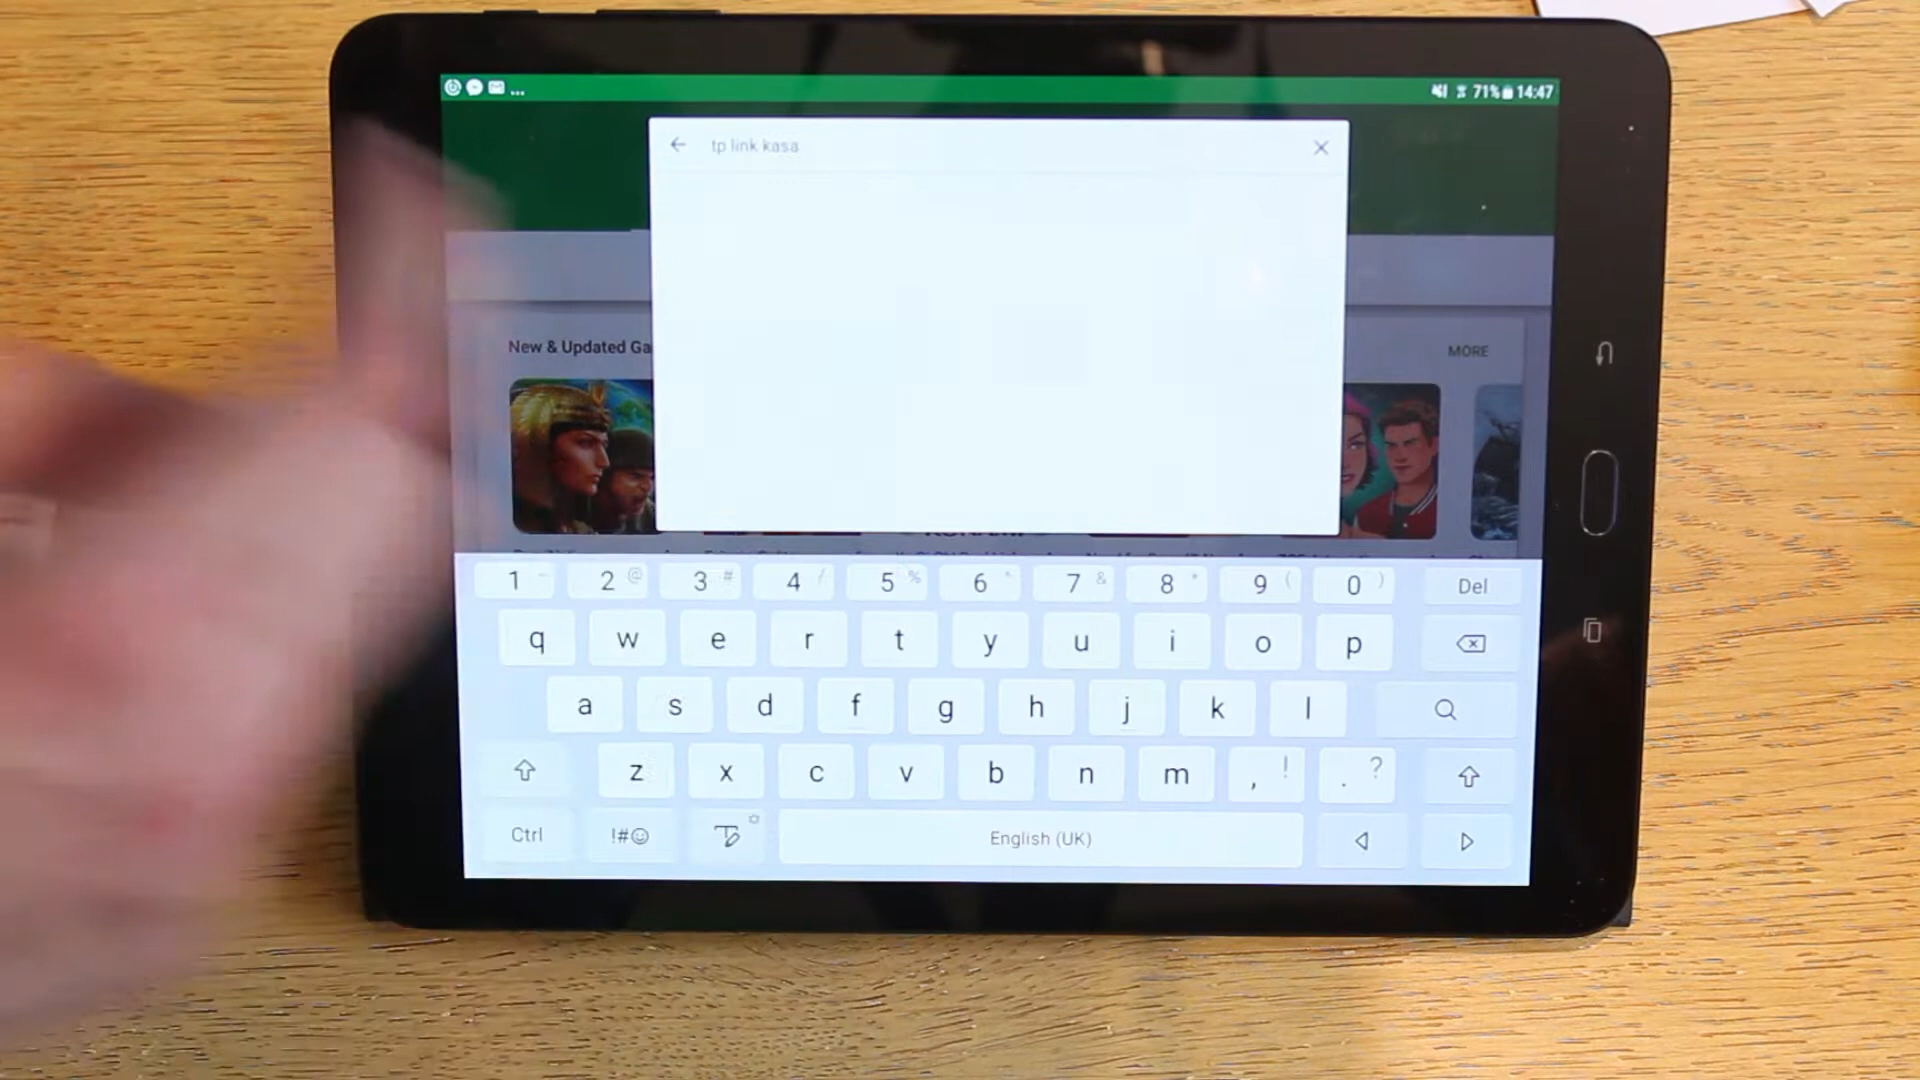 ... 71% 14:47
tp link kasa
New & Updated Ga
MORE
1 - 2 @ 3 # 4 / 5 % 6 ^ 7 & 8 * 9 ( 0 ) Del
q w e r t y u i o p
a s d f g h j k l
z x c v b n m , ! . ?
Ctrl !#☺ English (UK)